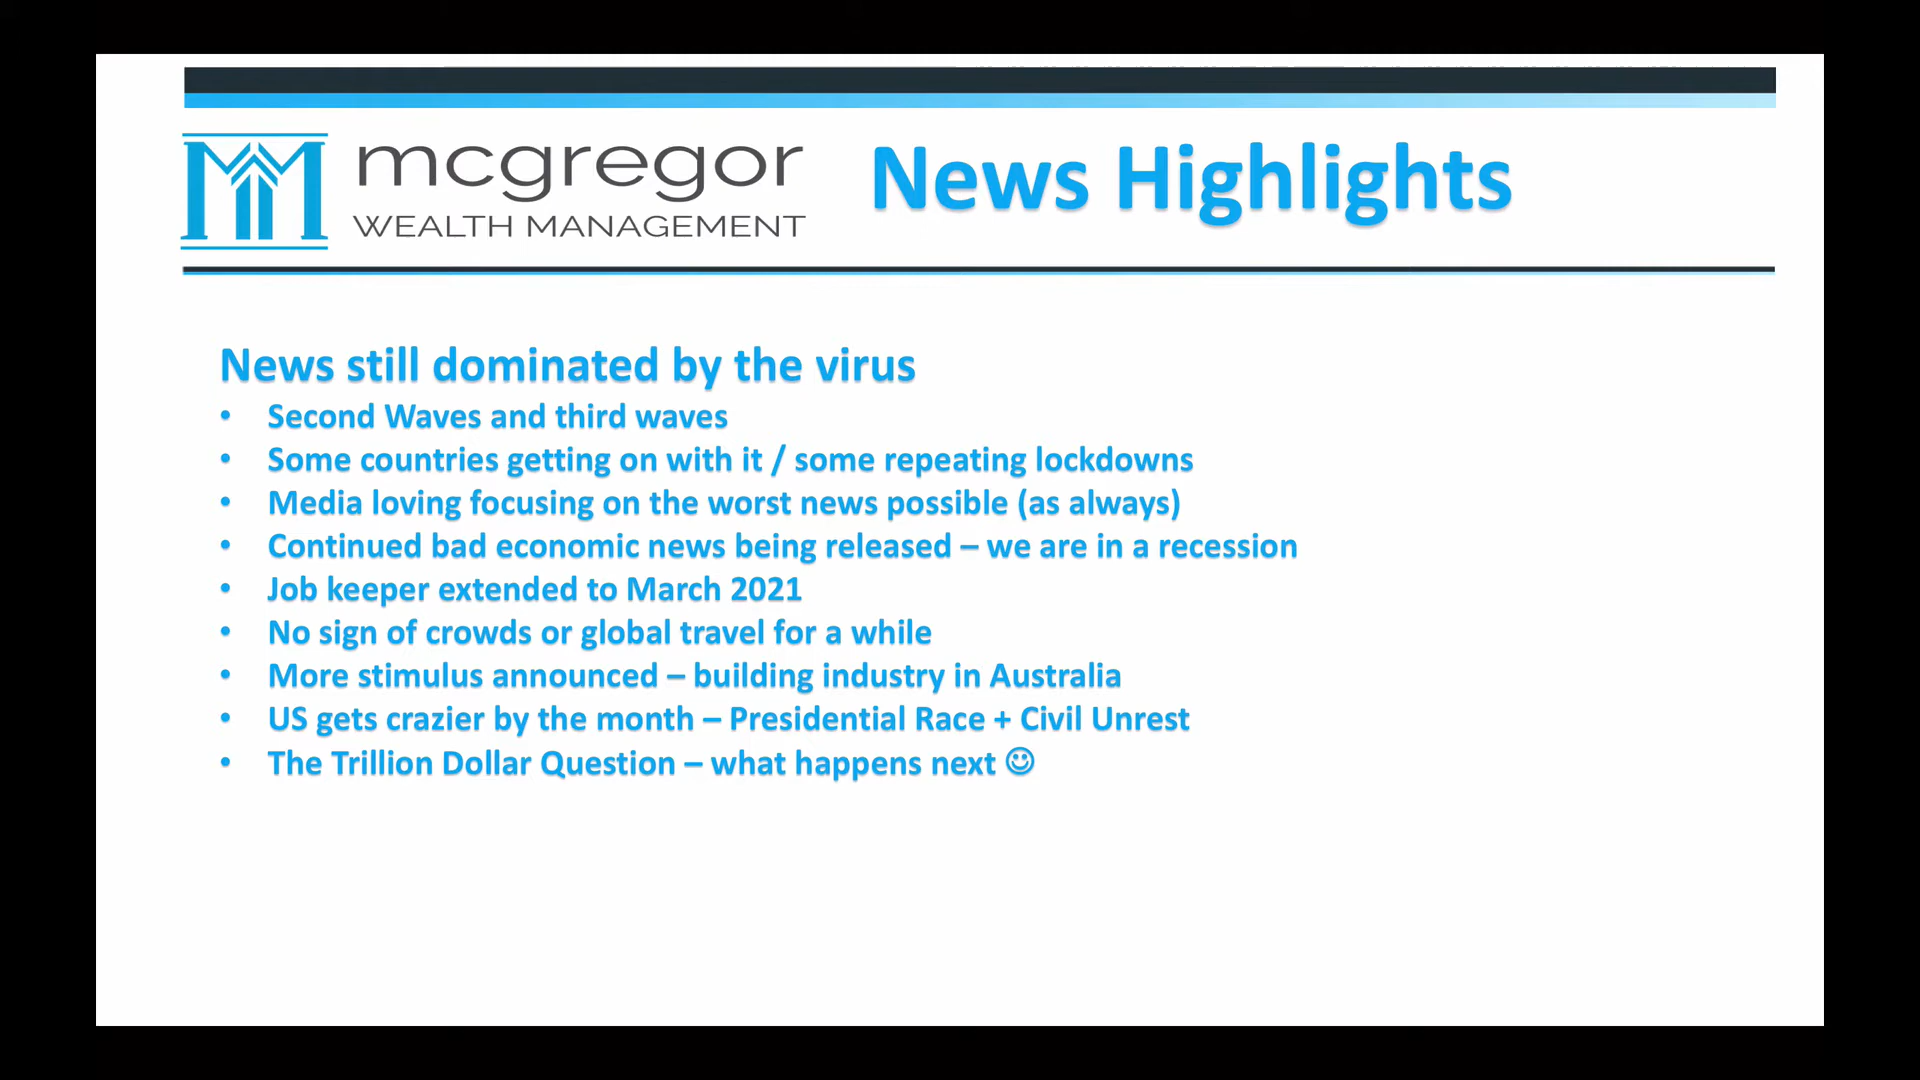 mcgregor
WEALTH MANAGEMENT
News Highlights
News still dominated by the virus
• Second Waves and third waves
• Some countries getting on with it / some repeating lockdowns
• Media loving focusing on the worst news possible (as always)
• Continued bad economic news being released – we are in a recession
• Job keeper extended to March 2021
• No sign of crowds or global travel for a while
• More stimulus announced – building industry in Australia
• US gets crazier by the month – Presidential Race + Civil Unrest
• The Trillion Dollar Question – what happens next ☺